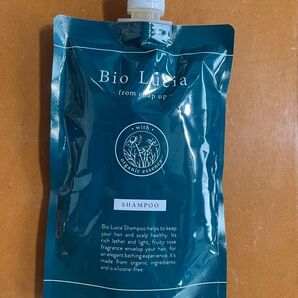 Bio Lucia
- from chap up -
with
organic essence
SHAMPOO
Bio Lucia Shampoo helps to keep
your hair and scalp healthy. Its
rich lather and light, fruity rose
fragrance envelop your hair, for
an elegant bathing experience. It's
made from organic ingredients
and is silicone-free.